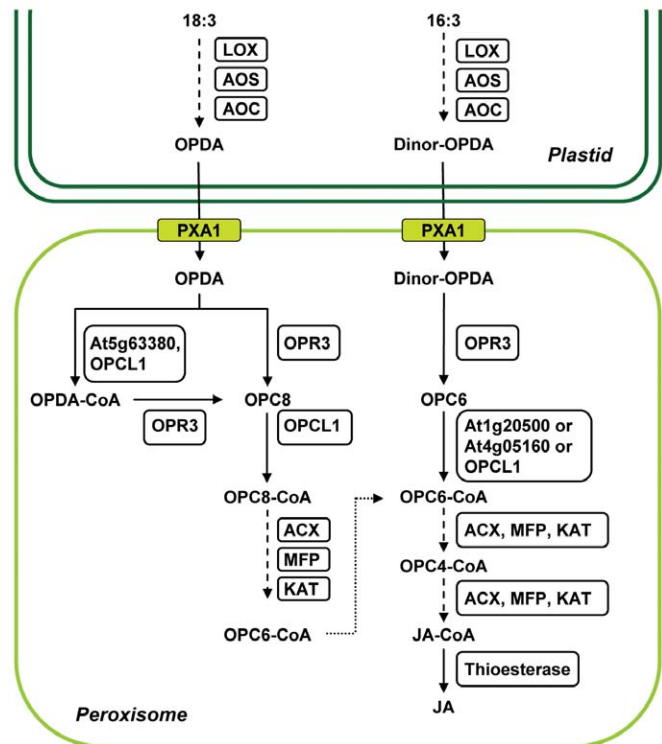 18:3 16:3
LOX LOX
AOS AOS
AOC AOC
OPDA Dinor-OPDA
Plastid
PXA1 PXA1
OPDA Dinor-OPDA
At5g63380,
OPCL1
OPR3 OPR3
OPDA-CoA OPC8 OPC6
OPR3 OPCL1
At1g20500 or
At4g05160 or
OPCL1
OPC8-CoA OPC6-CoA
ACX
MFP
KAT
ACX, MFP, KAT
OPC4-CoA
ACX, MFP, KAT
OPC6-CoA JA-CoA
Thioesterase
JA
Peroxisome